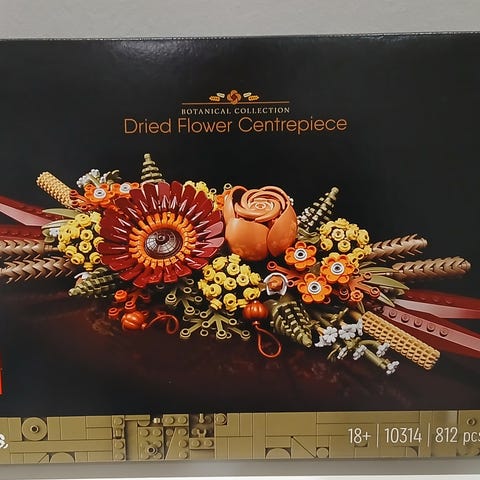 BOTANICAL COLLECTION
Dried Flower Centrepiece
18+ | 10314 | 812 pcs